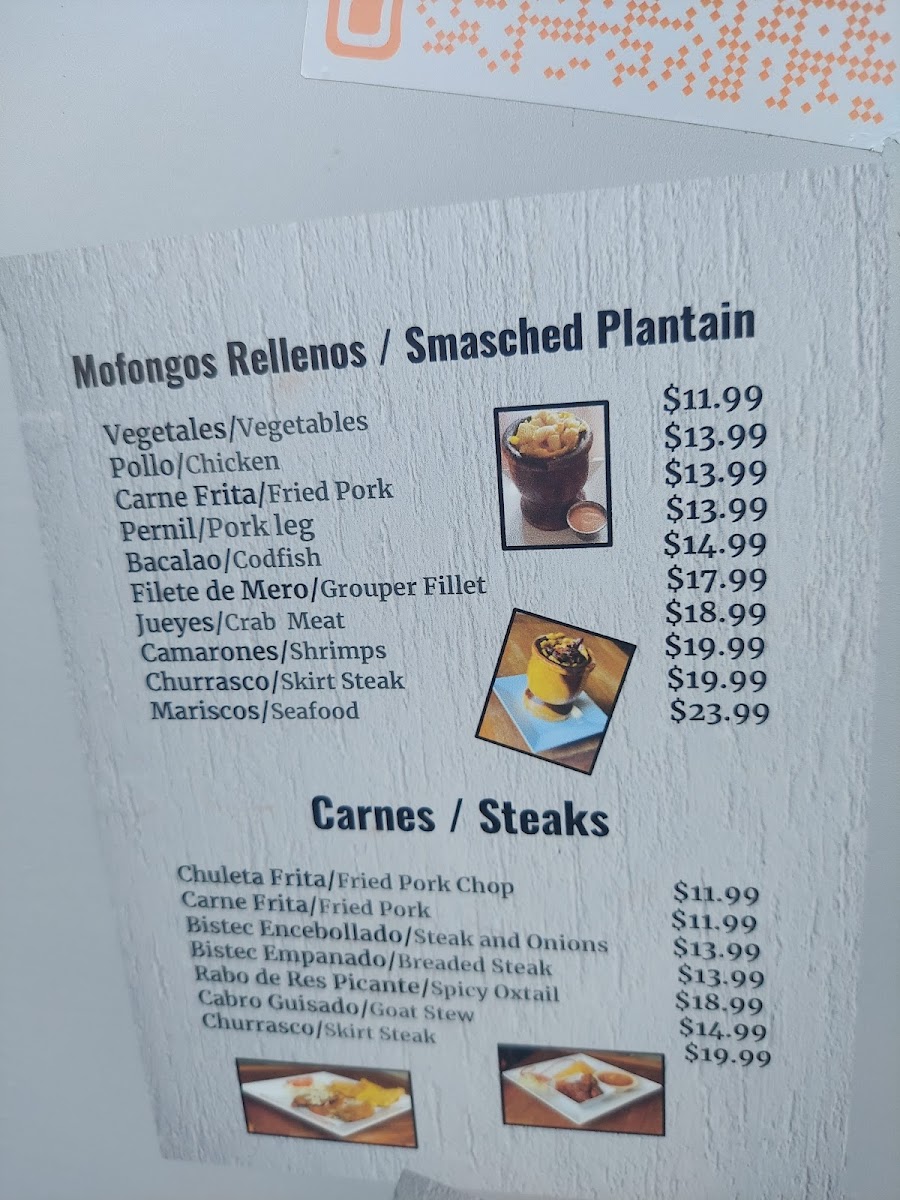 Mofongos Rellenos / Smasched Plantain
Vegetales/Vegetables $11.99
Pollo/Chicken $13.99
Carne Frita/Fried Pork $13.99
Pernil/Pork leg $13.99
Bacalao/Codfish $14.99
Filete de Mero/Grouper Fillet $17.99
Jueyes/Crab Meat $18.99
Camarones/Shrimps $19.99
Churrasco/Skirt Steak $19.99
Mariscos/Seafood $23.99
Carnes / Steaks
Chuleta Frita/Fried Pork Chop $11.99
Carne Frita/Fried Pork $11.99
Bistec Encebollado/Steak and Onions $13.99
Bistec Empanado/Breaded Steak $13.99
Rabo de Res Picante/Spicy Oxtail $18.99
Cabro Guisado/Goat Stew $14.99
Churrasco/Skirt Steak $19.99